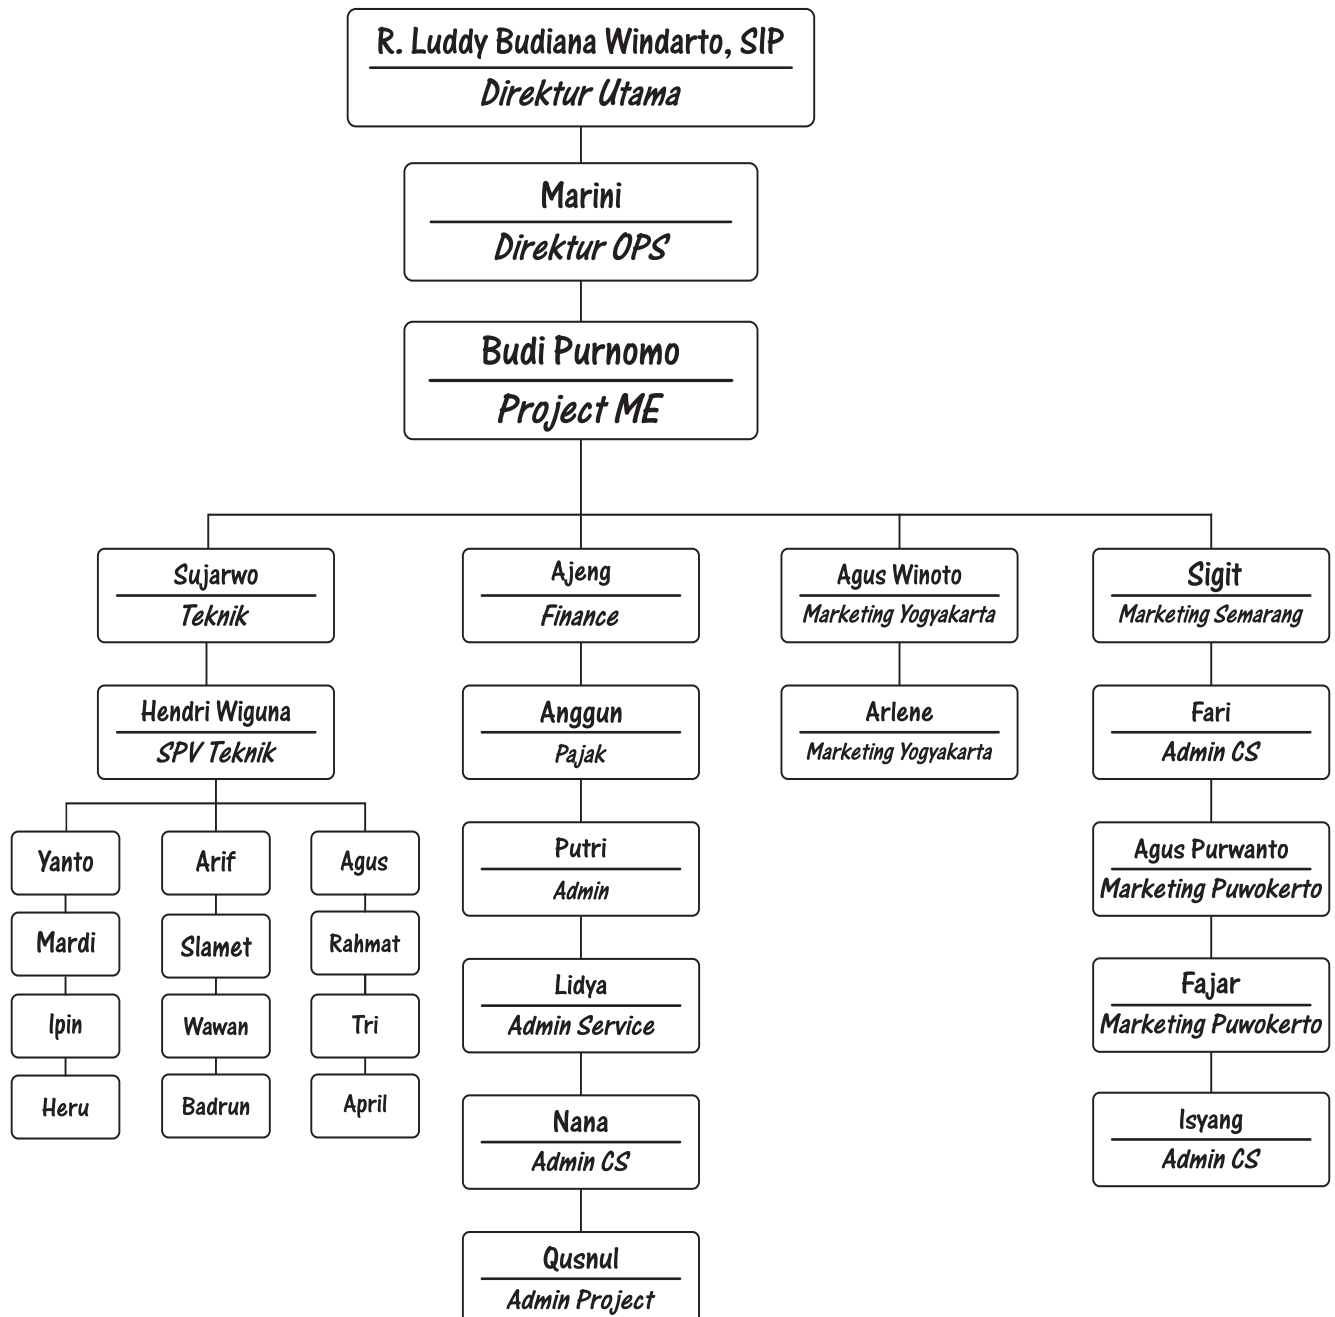 R. Luddy Budiana Windarto, SIP
Direktur Utama
Marini
Direktur OPS
Budi Purnomo
Project ME
Sujarwo
Teknik
Hendri Wiguna
SPV Teknik
Yanto
Mardi
Ipin
Heru
Arif
Slamet
Wawan
Badrun
Agus
Rahmat
Tri
April
Ajeng
Finance
Anggun
Pajak
Putri
Admin
Lidya
Admin Service
Nana
Admin CS
Qusnul
Admin Project
Agus Winoto
Marketing Yogyakarta
Arlene
Marketing Yogyakarta
Sigit
Marketing Semarang
Fari
Admin CS
Agus Purwanto
Marketing Puwokerto
Fajar
Marketing Puwokerto
Isyang
Admin CS